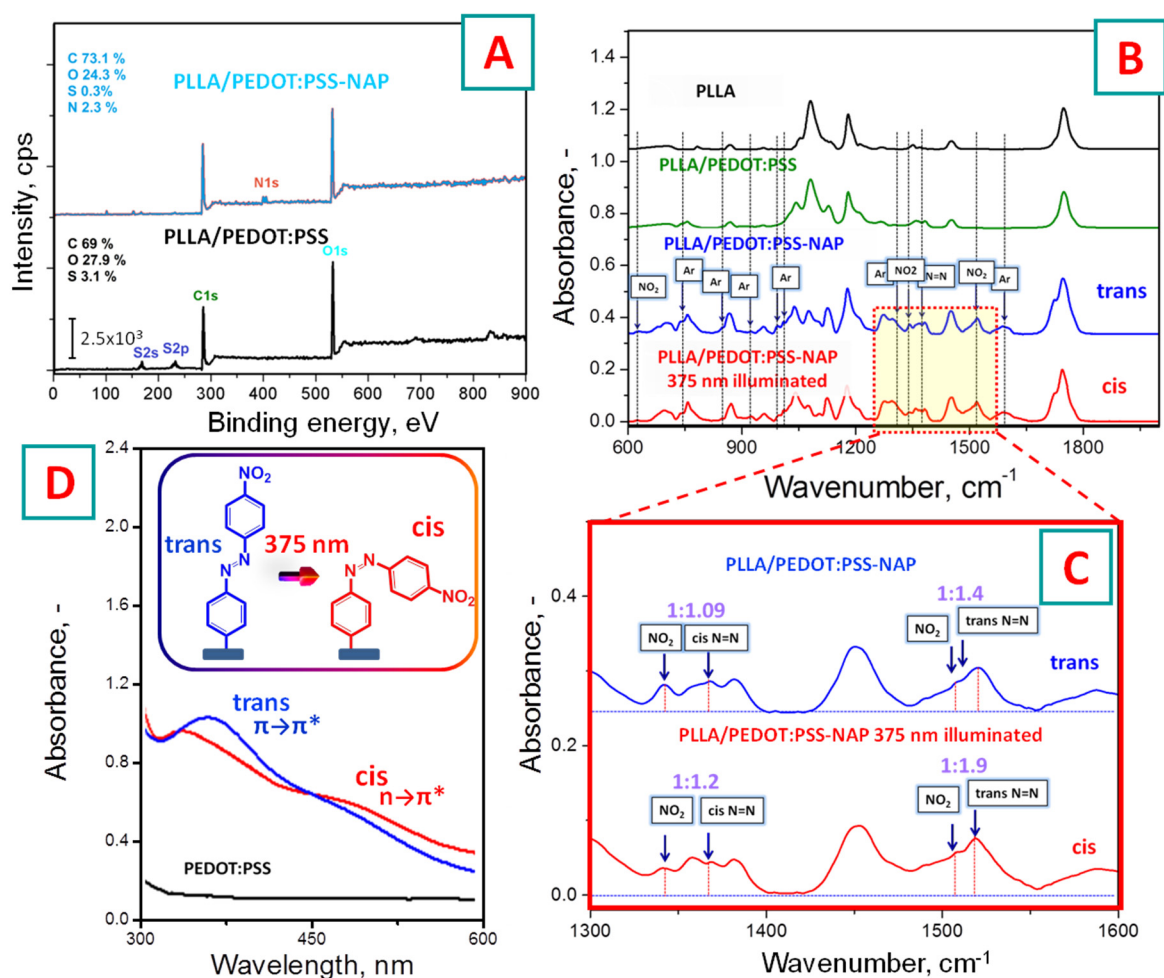 A
C 73.1 %
O 24.3 %
S 0.3%
N 2.3 %
PLLA/PEDOT:PSS-NAP
N1s
PLLA/PEDOT:PSS
C 69 %
O 27.9 %
S 3.1 %
O1s
C1s
2.5x10³
S2s
S2p
Intensity, cps
0 100 200 300 400 500 600 700 800 900
Binding energy, eV
B
1.4
1.2
1.0
0.8
0.6
0.4
0.2
0.0
Absorbance, -
PLLA
PLLA/PEDOT:PSS
PLLA/PEDOT:PSS-NAP
NO₂
Ar
Ar
Ar
Ar
Ar
NO2
N=N
NO₂
Ar
trans
PLLA/PEDOT:PSS-NAP
375 nm illuminated
cis
600 900 1200 1500 1800
Wavenumber, cm⁻¹
D
2.4
2.0
1.6
1.2
0.8
0.4
0.0
Absorbance, -
NO₂
trans
375 nm
cis
N=N
N=N
NO₂
trans
π→π*
cis
n→π*
PEDOT:PSS
300 450 600
Wavelength, nm
C
0.4
0.2
0.0
Absorbance, -
PLLA/PEDOT:PSS-NAP
1:1.09
1:1.4
NO₂
cis N=N
NO₂
trans N=N
trans
PLLA/PEDOT:PSS-NAP 375 nm illuminated
1:1.2
1:1.9
NO₂
cis N=N
NO₂
trans N=N
cis
1300 1400 1500 1600
Wavenumber, cm⁻¹